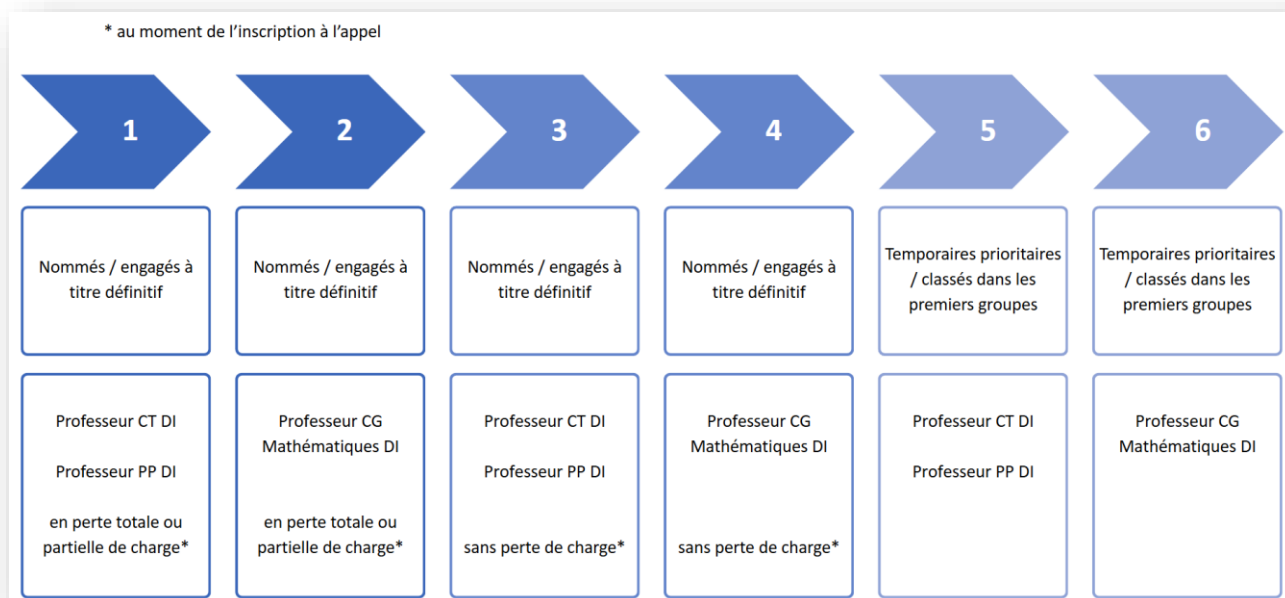 * au moment de l’inscription à l’appel
1
2
3
4
5
6
Nommés / engagés à
titre définitif
Nommés / engagés à
titre définitif
Nommés / engagés à
titre définitif
Nommés / engagés à
titre définitif
Temporaires prioritaires
/ classés dans les
premiers groupes
Temporaires prioritaires
/ classés dans les
premiers groupes
Professeur CT DI
Professeur PP DI
en perte totale ou
partielle de charge*
Professeur CG
Mathématiques DI
en perte totale ou
partielle de charge*
Professeur CT DI
Professeur PP DI
sans perte de charge*
Professeur CG
Mathématiques DI
sans perte de charge*
Professeur CT DI
Professeur PP DI
Professeur CG
Mathématiques DI